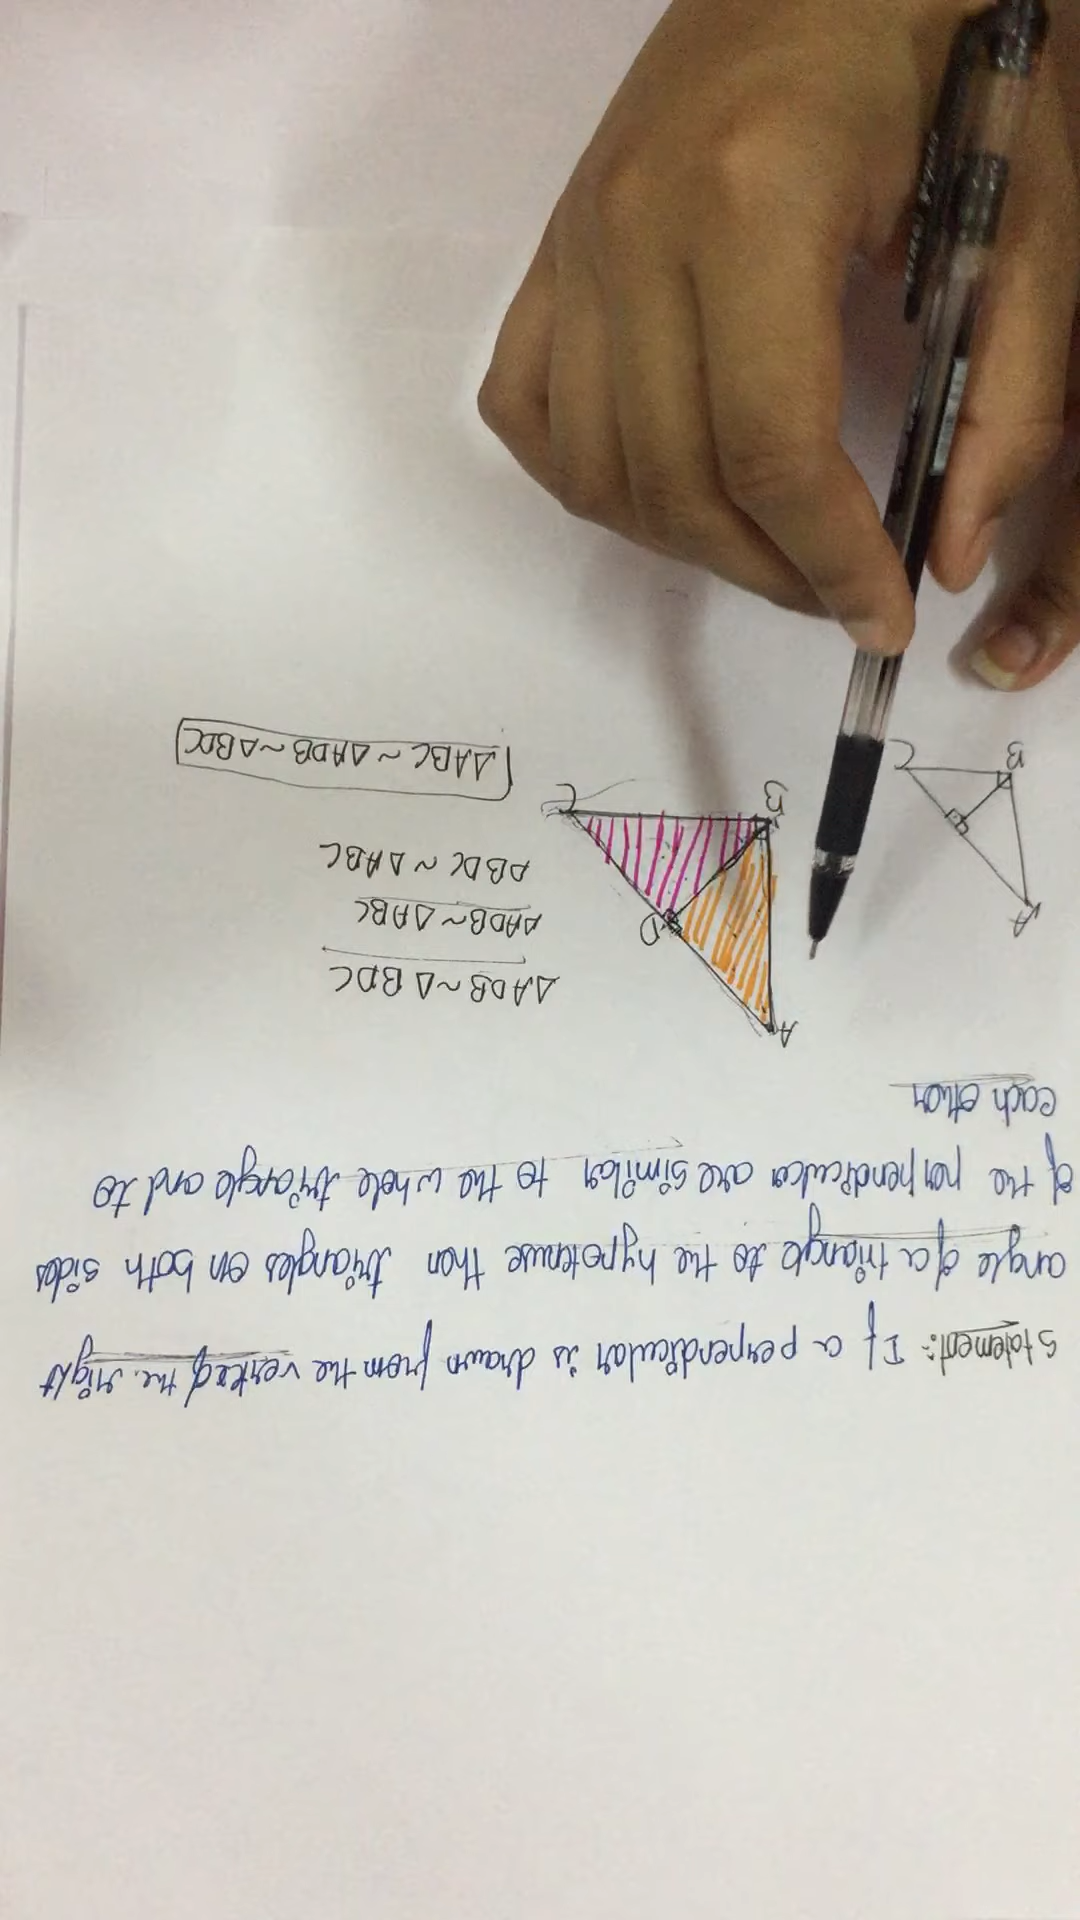 Statement:- If a perpendicular is drawn from the vertex of the right
angle of a triangle to the hypotenuse then triangles on both sides
of the perpendicular are similar to the whole triangle and to
each other
A
D
B
C
A
B
C
ΔADB ~ Δ BDC
ΔADB ~ ΔABC
ΔBDC ~ ΔABC
ΔABC ~ ΔADB ~ ΔBDC